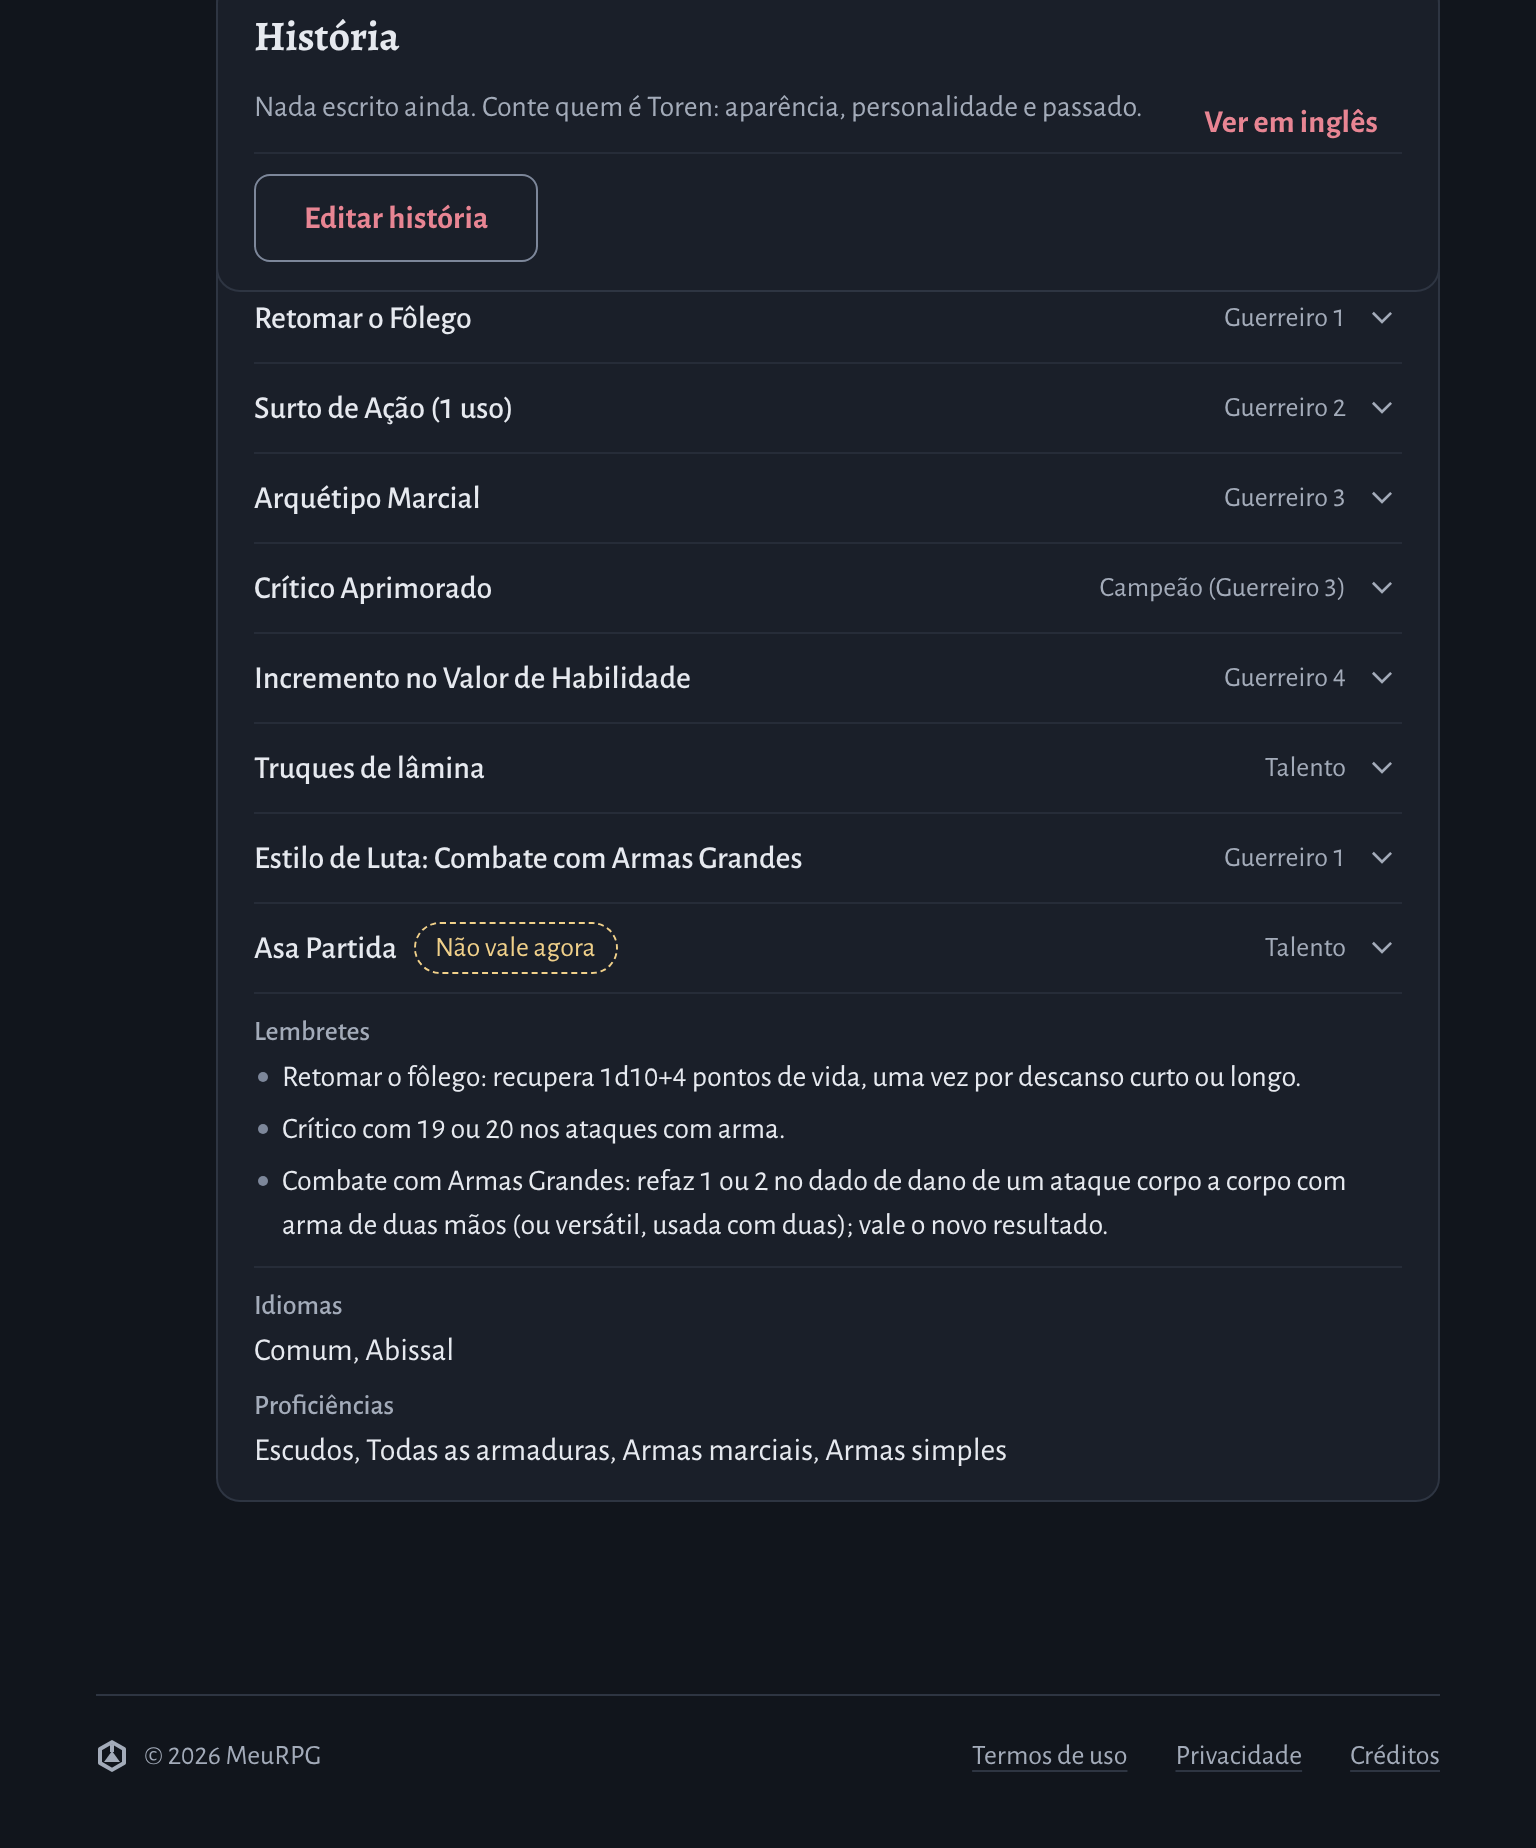 História
Nada escrito ainda. Conte quem é Toren: aparência, personalidade e passado.
Ver em inglês
Editar história
Retomar o Fôlego Guerreiro 1
Surto de Ação (1 uso) Guerreiro 2
Arquétipo Marcial Guerreiro 3
Crítico Aprimorado Campeão (Guerreiro 3)
Incremento no Valor de Habilidade Guerreiro 4
Truques de lâmina Talento
Estilo de Luta: Combate com Armas Grandes Guerreiro 1
Asa Partida Não vale agora Talento
Lembretes
Retomar o fôlego: recupera 1d10+4 pontos de vida, uma vez por descanso curto ou longo.
Crítico com 19 ou 20 nos ataques com arma.
Combate com Armas Grandes: refaz 1 ou 2 no dado de dano de um ataque corpo a corpo com
arma de duas mãos (ou versátil, usada com duas); vale o novo resultado.
Idiomas
Comum, Abissal
Proficiências
Escudos, Todas as armaduras, Armas marciais, Armas simples
© 2026 MeuRPG Termos de uso Privacidade Créditos